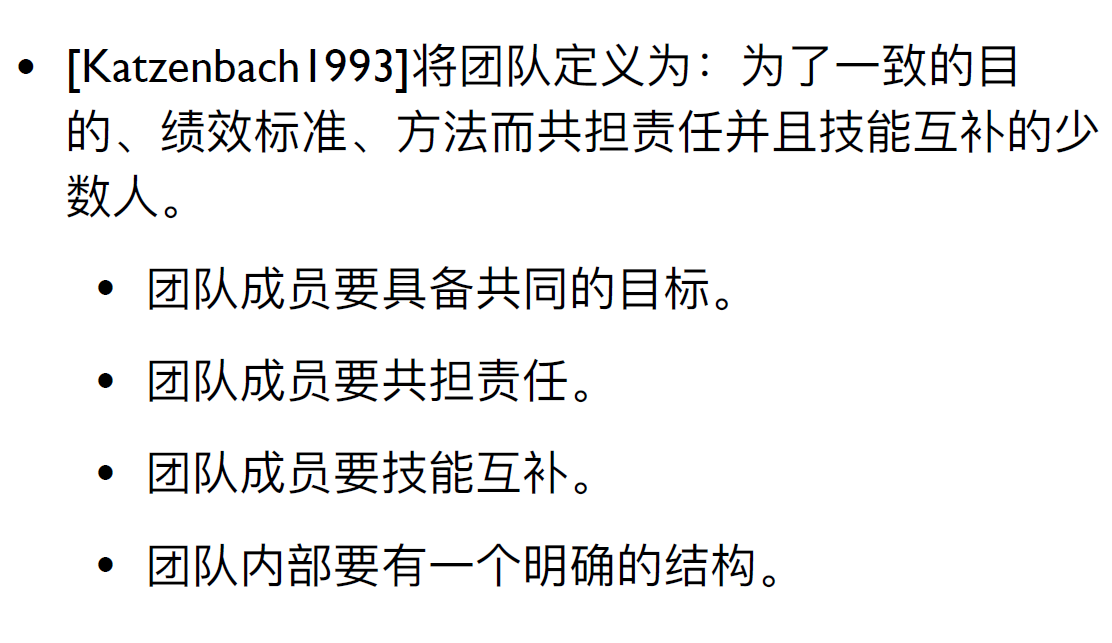 • [Katzenbach1993]将团队定义为：为了一致的目
的、绩效标准、方法而共担责任并且技能互补的少
数人。
• 团队成员要具备共同的目标。
• 团队成员要共担责任。
• 团队成员要技能互补。
• 团队内部要有一个明确的结构。